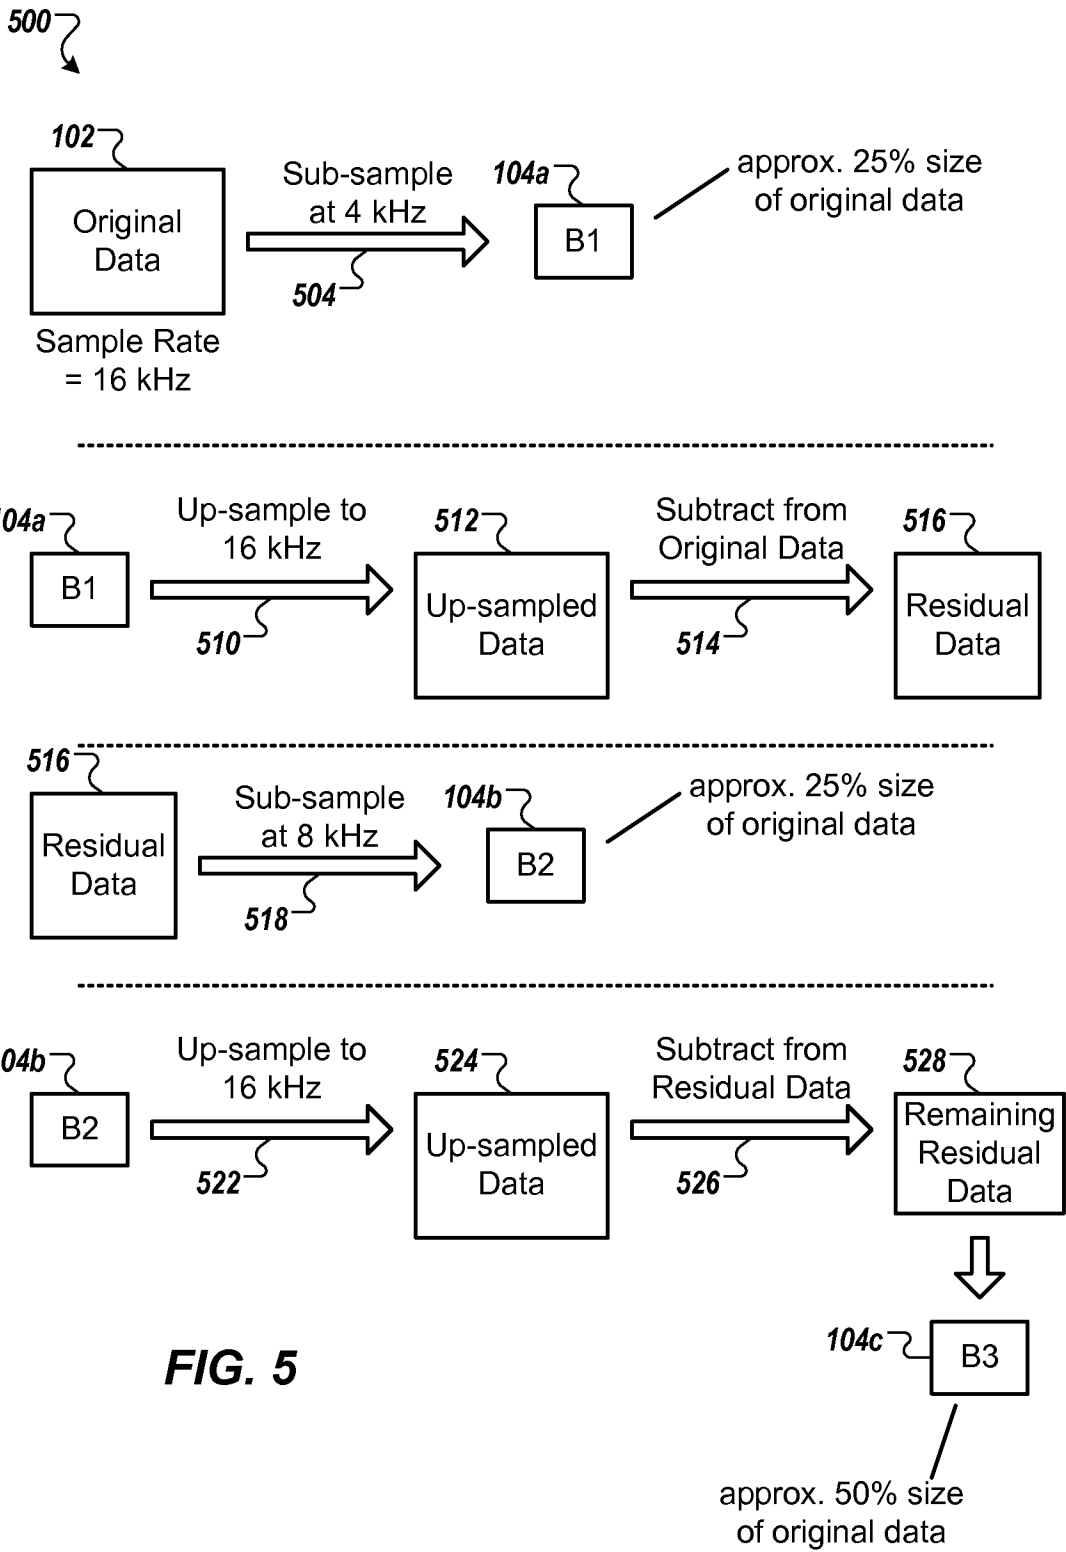 500
102
Original
Data
Sample Rate
= 16 kHz
Sub-sample
at 4 kHz
504
104a
B1
approx. 25% size
of original data
04a
B1
Up-sample to
16 kHz
510
512
Up-sampled
Data
Subtract from
Original Data
514
516
Residual
Data
516
Residual
Data
Sub-sample
at 8 kHz
518
104b
B2
approx. 25% size
of original data
04b
B2
Up-sample to
16 kHz
522
524
Up-sampled
Data
Subtract from
Residual Data
526
528
Remaining
Residual
Data
104c
B3
approx. 50% size
of original data
FIG. 5